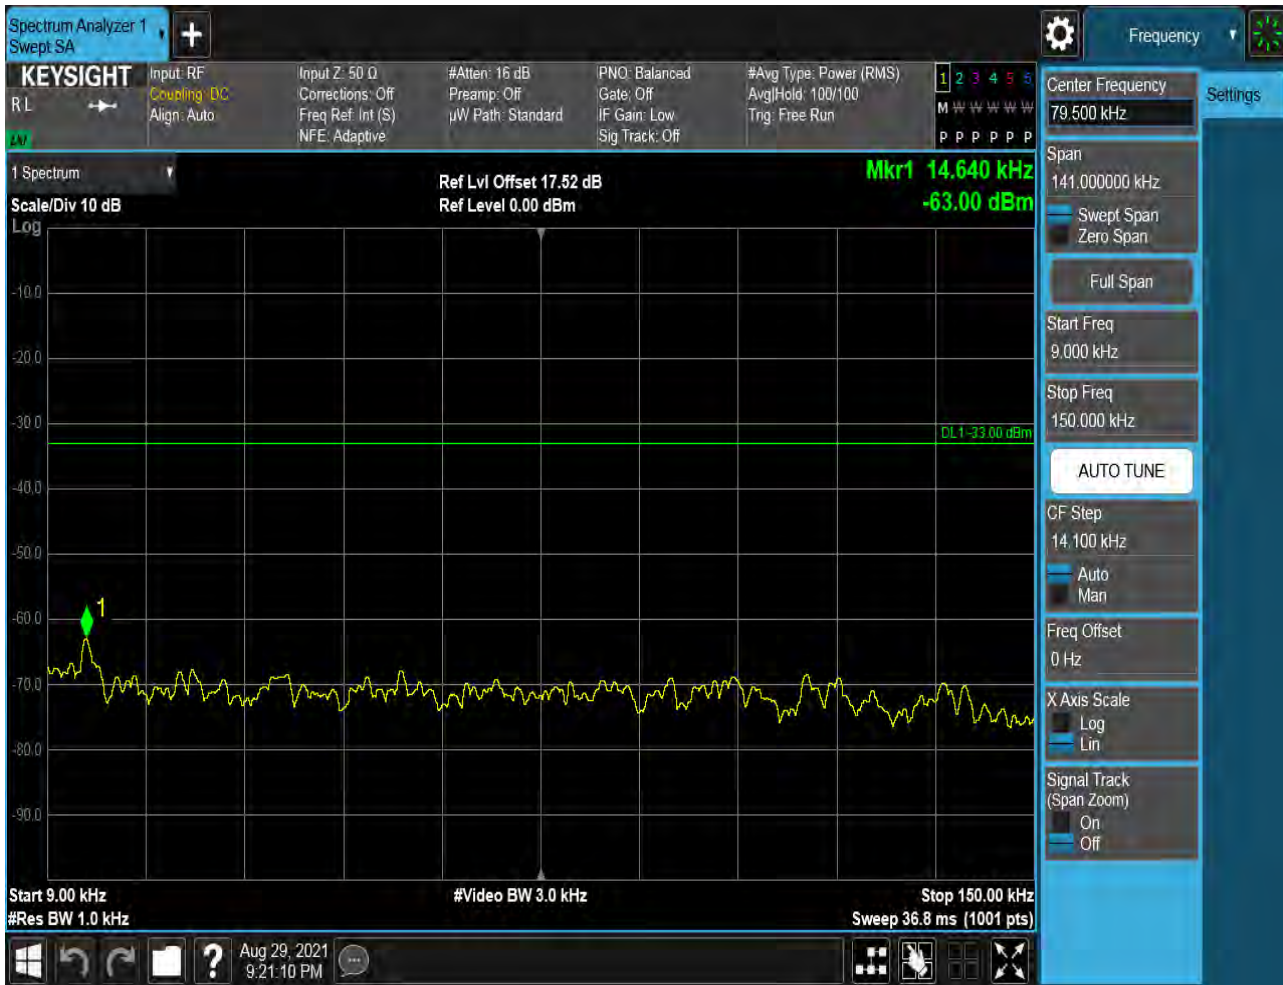 Spectrum Analyzer 1
Swept SA
Frequency
KEYSIGHT
R L
LXI
Input: RF
Coupling: DC
Align: Auto
Input Z: 50 Ω
Corrections: Off
Freq Ref: Int (S)
NFE: Adaptive
#Atten: 16 dB
Preamp: Off
µW Path: Standard
PNO: Balanced
Gate: Off
IF Gain: Low
Sig Track: Off
#Avg Type: Power (RMS)
Avg|Hold: 100/100
Trig: Free Run
1 2 3 4 5 6
M W W W W W
P P P P P P
1 Spectrum
Scale/Div 10 dB
Log
Ref Lvl Offset 17.52 dB
Ref Level 0.00 dBm
Mkr1 14.640 kHz
-63.00 dBm
-10.0
-20.0
-30.0
DL1 -33.00 dBm
-40.0
-50.0
-60.0
1
-70.0
-80.0
-90.0
Start 9.00 kHz
#Res BW 1.0 kHz
#Video BW 3.0 kHz
Stop 150.00 kHz
Sweep 36.8 ms (1001 pts)
?
Aug 29, 2021
9:21:10 PM
Center Frequency
79.500 kHz
Settings
Span
141.000000 kHz
Swept Span
Zero Span
Full Span
Start Freq
9.000 kHz
Stop Freq
150.000 kHz
AUTO TUNE
CF Step
14.100 kHz
Auto
Man
Freq Offset
0 Hz
X Axis Scale
Log
Lin
Signal Track
(Span Zoom)
On
Off